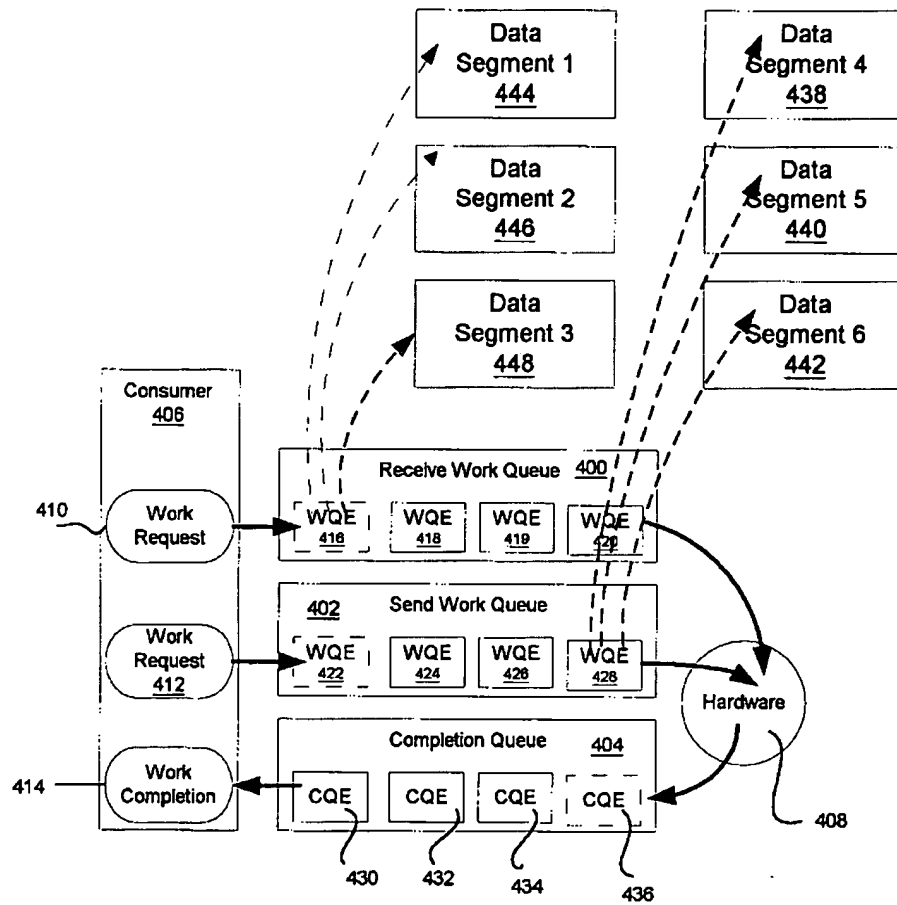 Data
Segment 1
444
Data
Segment 4
438
Data
Segment 2
446
Data
Segment 5
440
Data
Segment 3
448
Data
Segment 6
442
Consumer
406
Receive Work Queue 400
410
Work
Request
WQE
416
WQE
418
WQE
419
WQE
420
402 Send Work Queue
Work
Request
412
WQE
422
WQE
424
WQE
426
WQE
428
Hardware
408
Completion Queue 404
414
Work
Completion
CQE
CQE
CQE
CQE
430
432
434
436